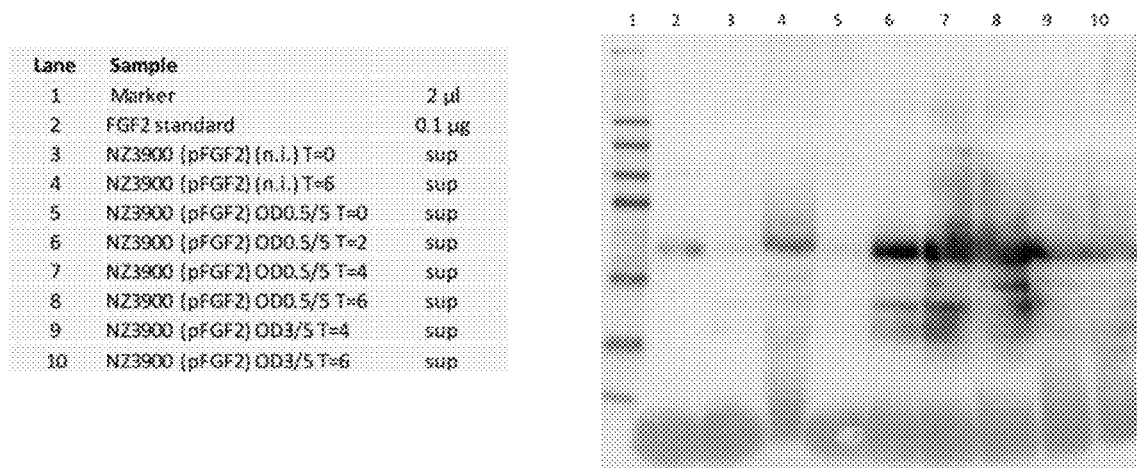 Lane Sample
1 Marker 2 µl
2 FGF2 standard 0.1 µg
3 NZ3900 (pFGF2) (n.i.) T=0 sup
4 NZ3900 (pFGF2) (n.i.) T=6 sup
5 NZ3900 (pFGF2) OD0.5/5 T=0 sup
6 NZ3900 (pFGF2) OD0.5/5 T=2 sup
7 NZ3900 (pFGF2) OD0.5/5 T=4 sup
8 NZ3900 (pFGF2) OD0.5/5 T=6 sup
9 NZ3900 (pFGF2) OD3/5 T=4 sup
10 NZ3900 (pFGF2) OD3/5 T=6 sup
1 2 3 4 5 6 7 8 9 10